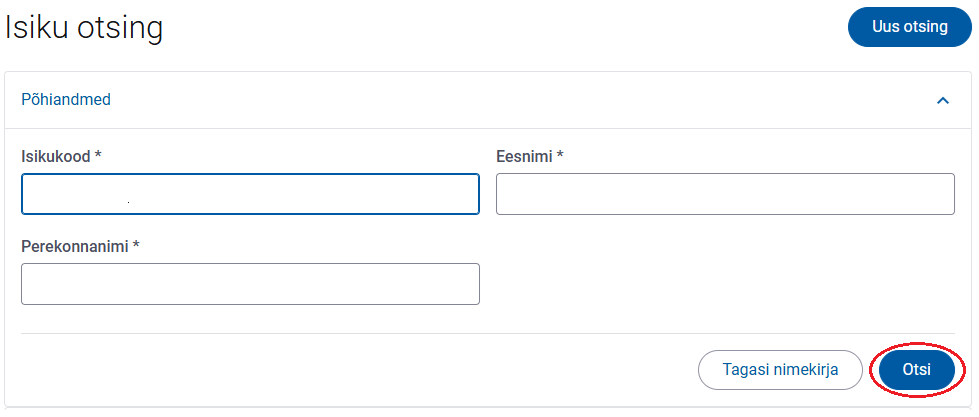 Isiku otsing
Uus otsing
Põhiandmed
Isikukood *
Eesnimi *
Perekonnanimi *
Tagasi nimekirja
Otsi